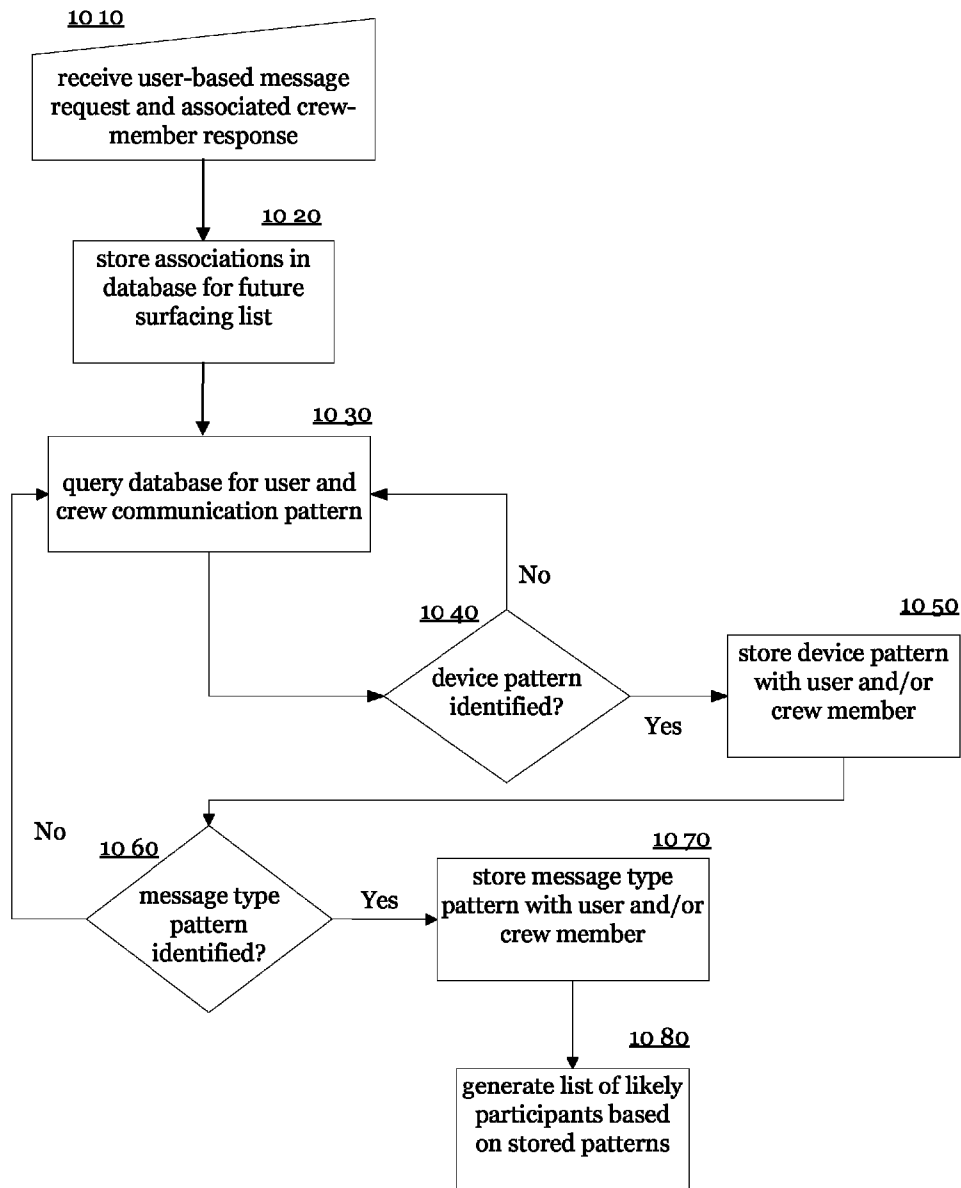 10 10
receive user-based message
request and associated crew-
member response
10 20
store associations in
database for future
surfacing list
10 30
query database for user and
crew communication pattern
No
10 40
device pattern
identified?
Yes
10 50
store device pattern
with user and/or
crew member
No
10 60
message type
pattern
identified?
Yes
10 70
store message type
pattern with user and/or
crew member
10 80
generate list of likely
participants based
on stored patterns